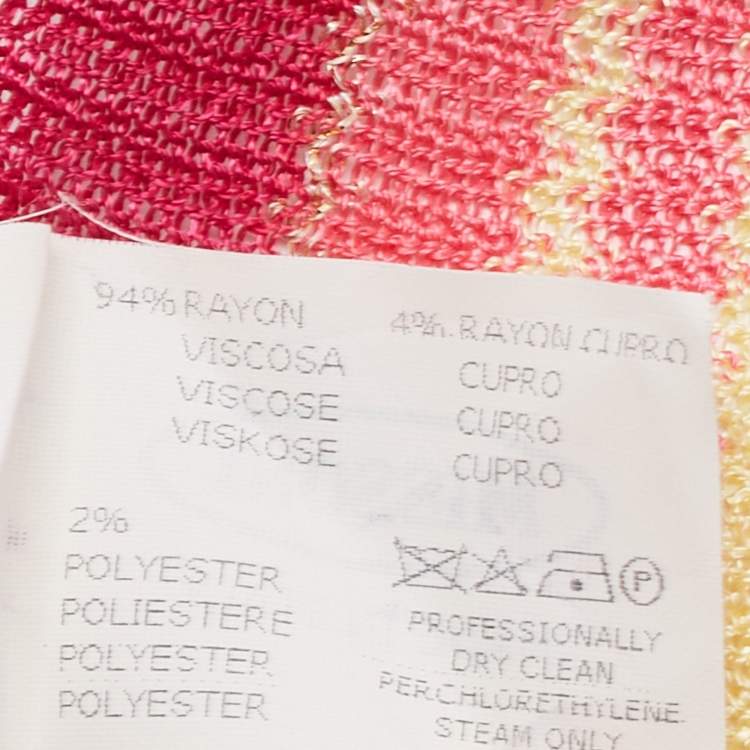 94% RAYON
VISCOSA
VISCOSE
VISKOSE
4% RAYON CUPRO
CUPRO
CUPRO
CUPRO
2%
POLYESTER
POLIESTERE
POLYESTER
POLYESTER
P
PROFESSIONALLY
DRY CLEAN
PERCHLORETHYLENE
STEAM ONLY